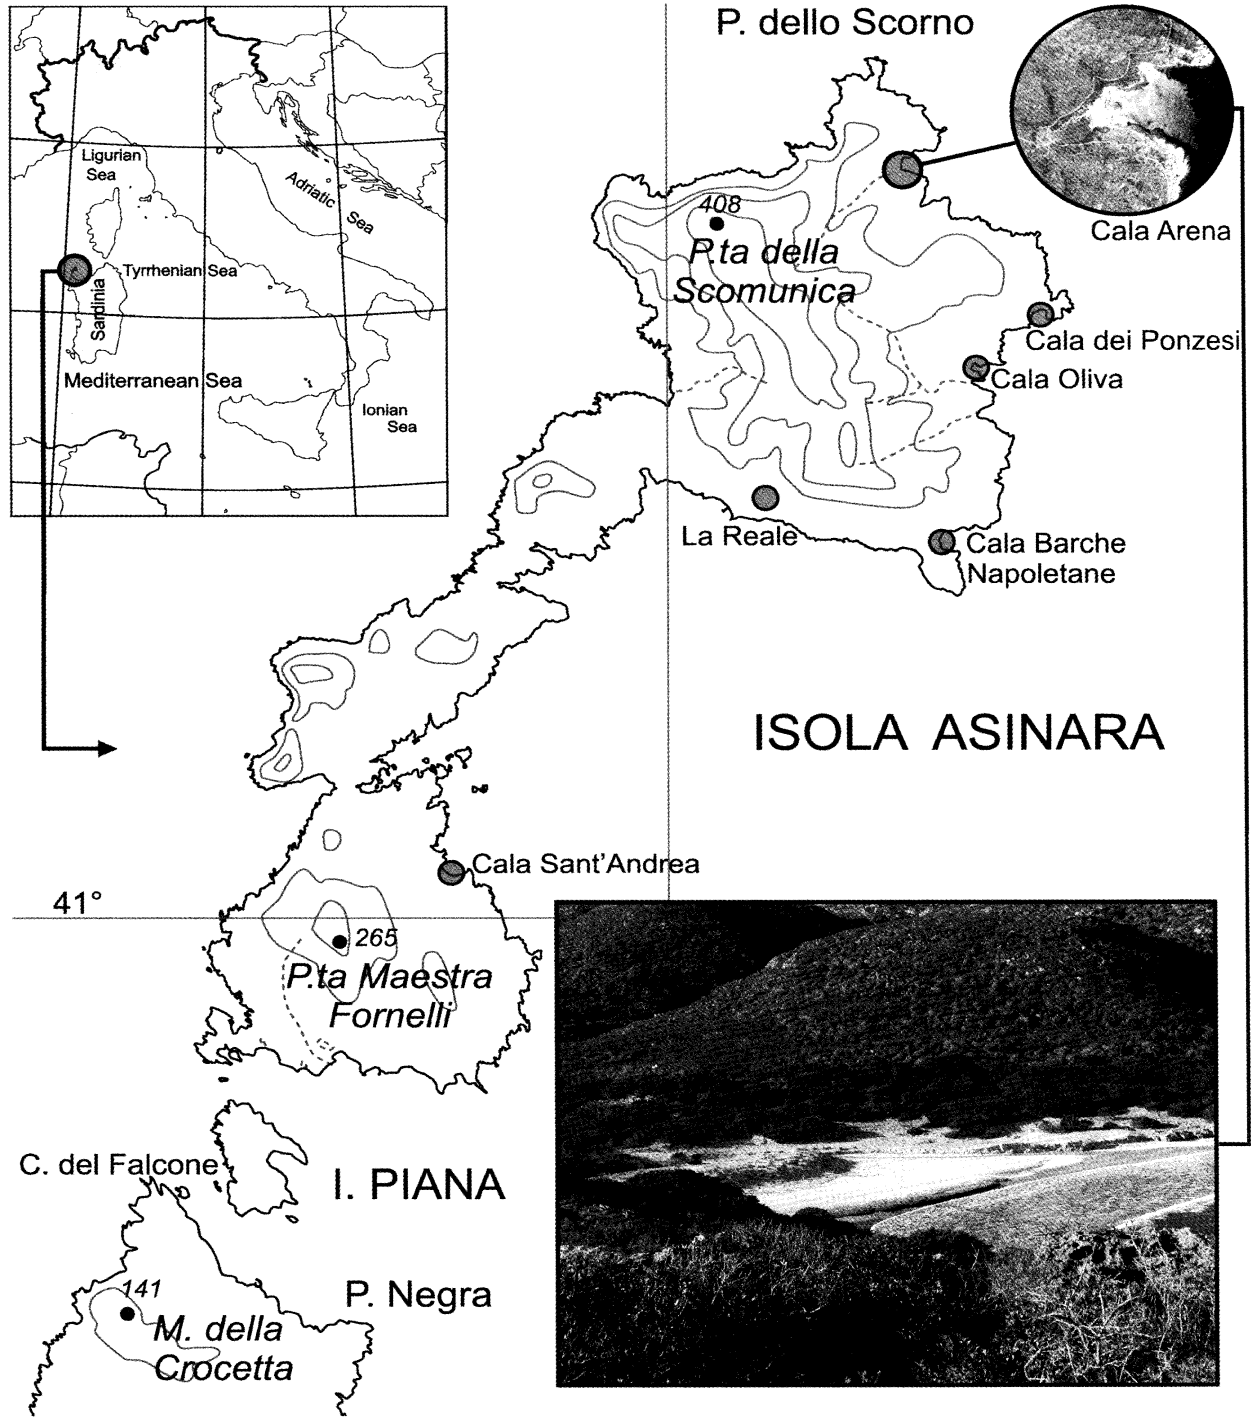 P. dello Scorno
Ligurian
Sea
Adriatic Sea
Tyrrhenian Sea
Sardinia
Mediterranean Sea
Ionian
Sea
Cala Arena
408
P.ta della
Scomunica
Cala dei Ponzesi
Cala Oliva
La Reale
Cala Barche
Napoletane
ISOLA ASINARA
Cala Sant'Andrea
41°
265
P.ta Maestra
Fornelli
C. del Falcone
I. PIANA
P. Negra
141
M. della
Crocetta